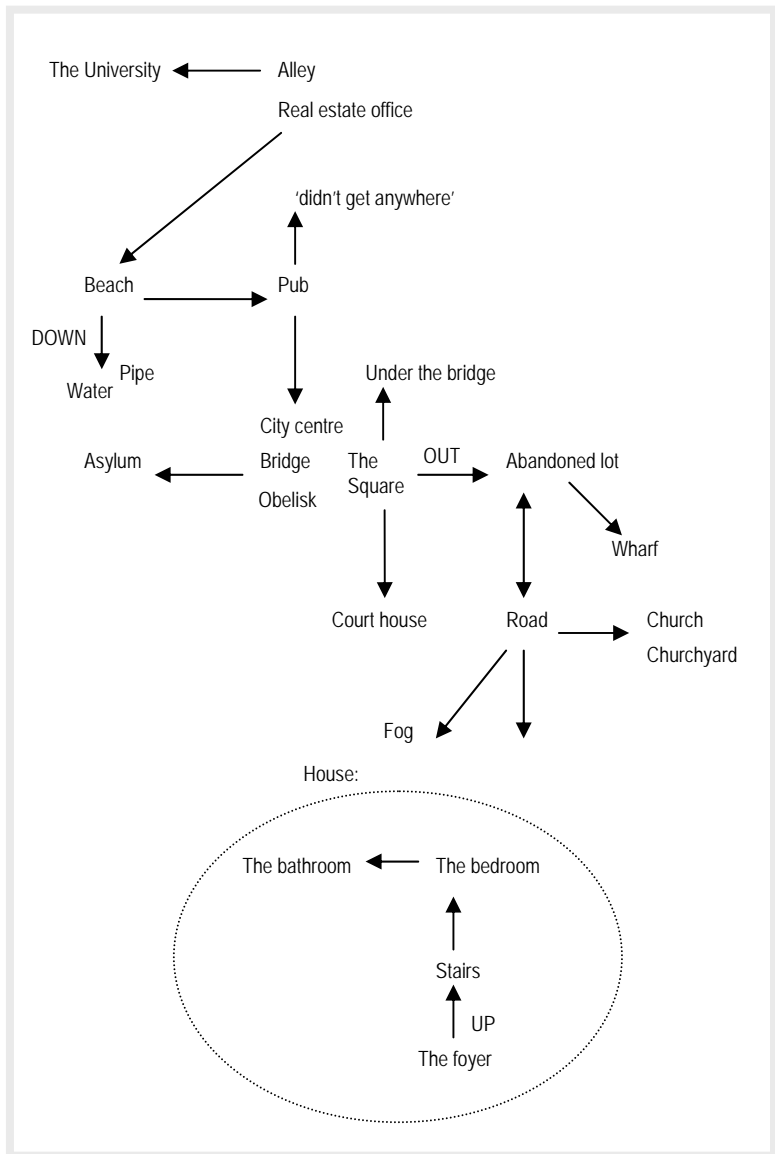 The University
Alley
Real estate office
'didn't get anywhere'
Beach
Pub
DOWN
Pipe
Water
Under the bridge
City centre
Asylum
Bridge
The
Square
OUT
Abandoned lot
Obelisk
Wharf
Court house
Road
Church
Churchyard
Fog
House:
The bathroom
The bedroom
Stairs
UP
The foyer